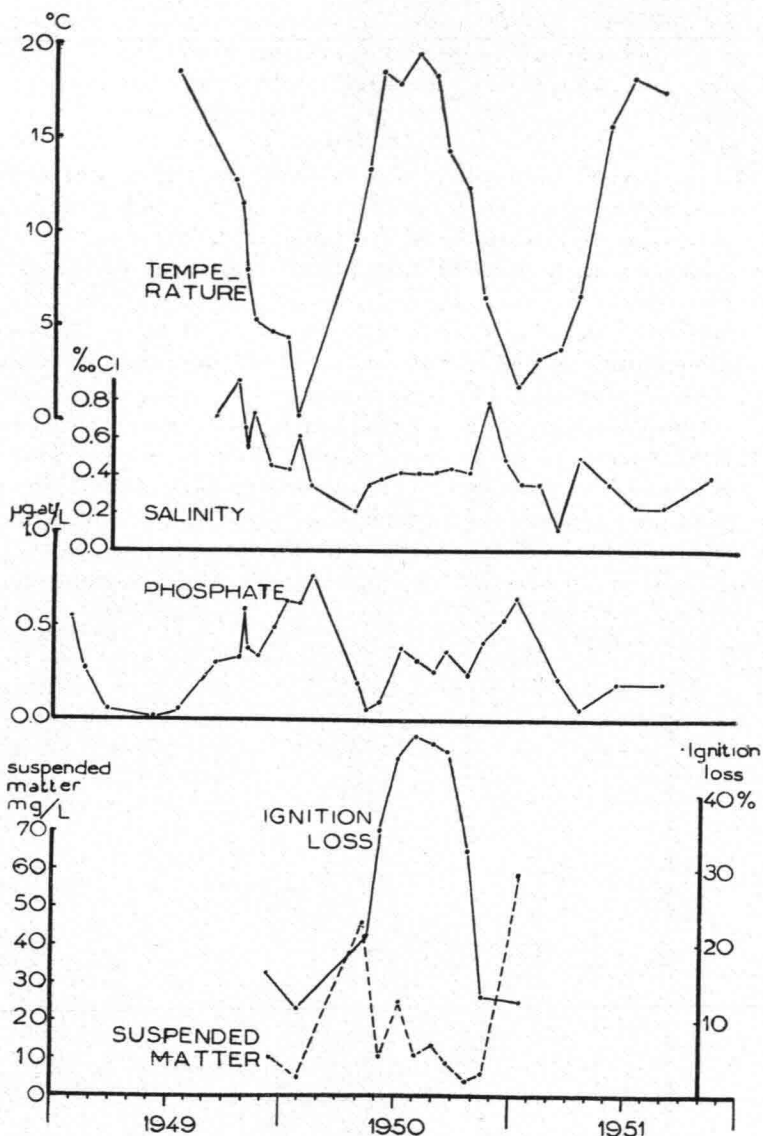 °C
20
15
10
5
0
TEMPE-
RATURE
‰Cl
0.8
0.6
0.4
0.2
0.0
SALINITY
µg.at/L
1.0
0.5
0.0
PHOSPHATE
suspended
matter
mg/L
70
60
50
40
30
20
10
0
IGNITION
LOSS
SUSPENDED
MATTER
Ignition
loss
40%
30
20
10
0
1949
1950
1951